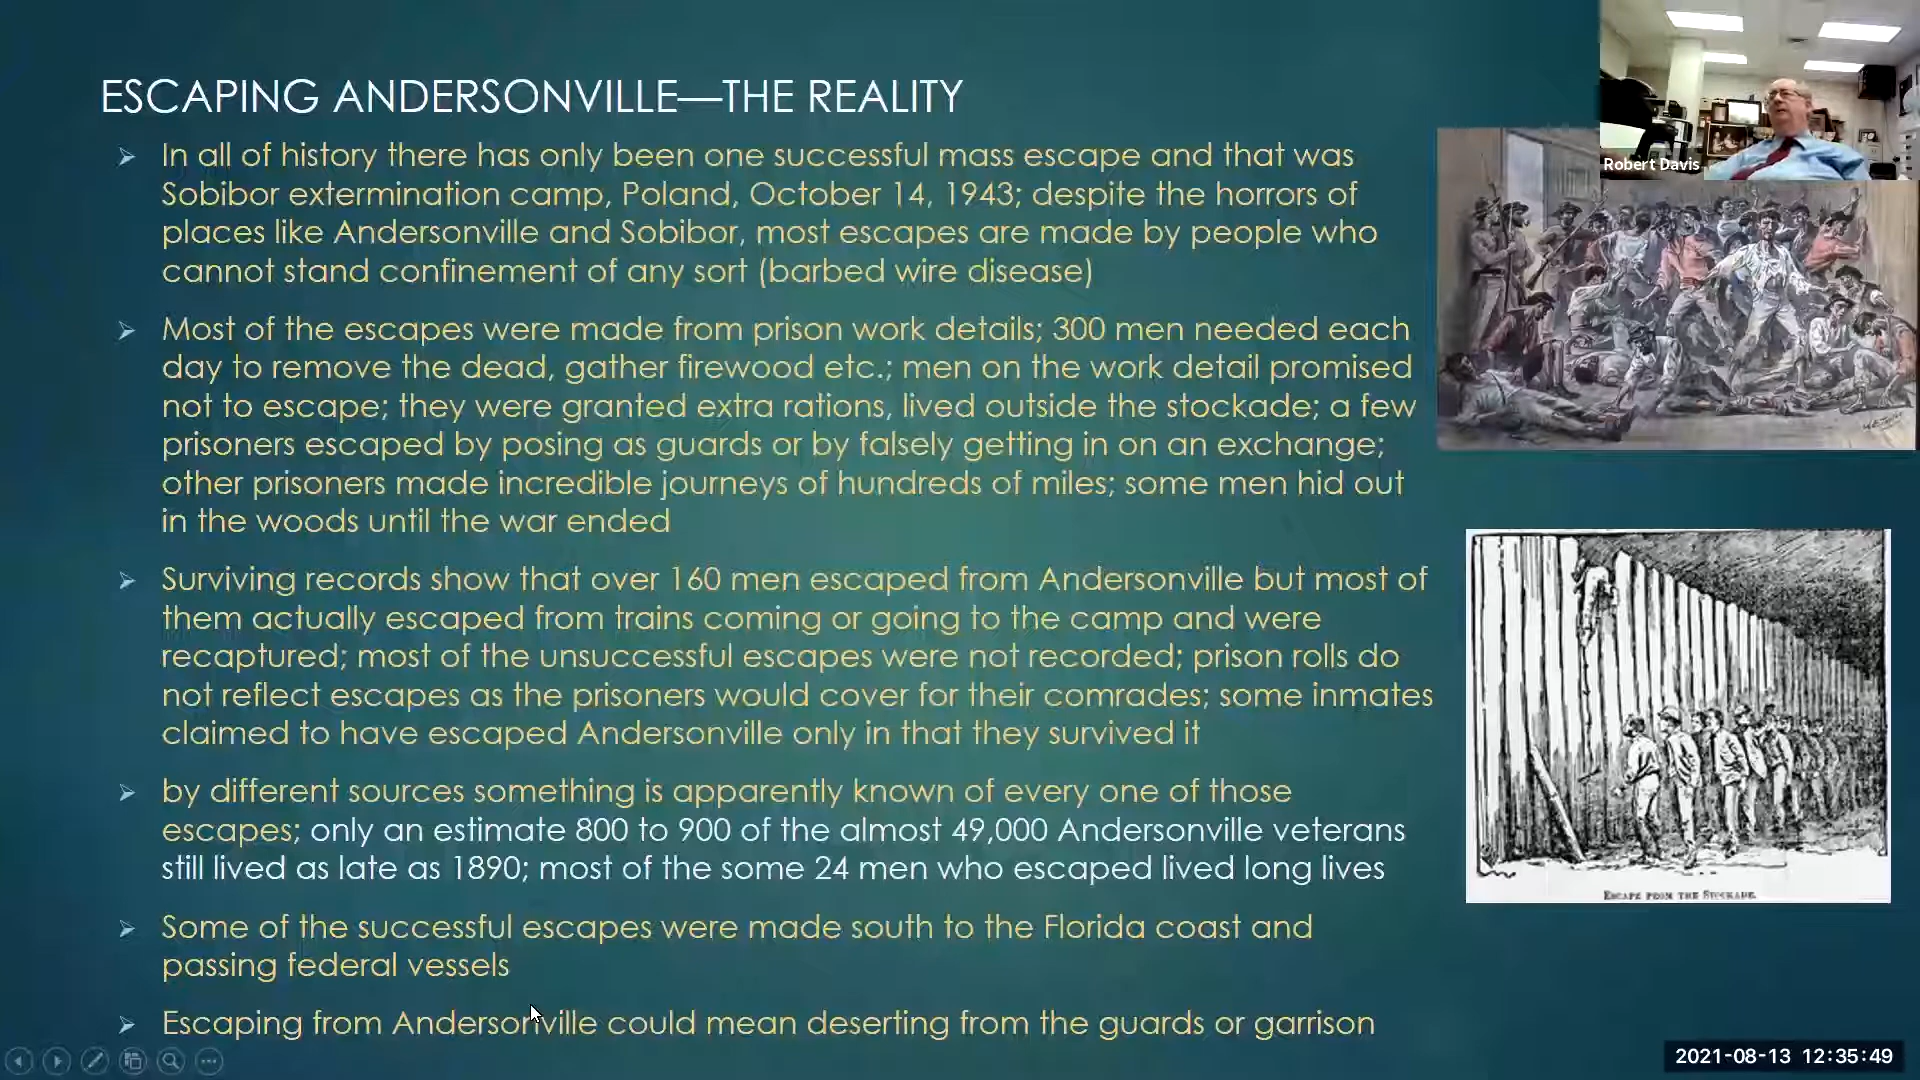 ESCAPING ANDERSONVILLE—THE REALITY
In all of history there has only been one successful mass escape and that was
Sobibor extermination camp, Poland, October 14, 1943; despite the horrors of
places like Andersonville and Sobibor, most escapes are made by people who
cannot stand confinement of any sort (barbed wire disease)
Most of the escapes were made from prison work details; 300 men needed each
day to remove the dead, gather firewood etc.; men on the work detail promised
not to escape; they were granted extra rations, lived outside the stockade; a few
prisoners escaped by posing as guards or by falsely getting in on an exchange;
other prisoners made incredible journeys of hundreds of miles; some men hid out
in the woods until the war ended
Surviving records show that over 160 men escaped from Andersonville but most of
them actually escaped from trains coming or going to the camp and were
recaptured; most of the unsuccessful escapes were not recorded; prison rolls do
not reflect escapes as the prisoners would cover for their comrades; some inmates
claimed to have escaped Andersonville only in that they survived it
by different sources something is apparently known of every one of those
escapes; only an estimate 800 to 900 of the almost 49,000 Andersonville veterans
still lived as late as 1890; most of the some 24 men who escaped lived long lives
Some of the successful escapes were made south to the Florida coast and
passing federal vessels
Escaping from Andersonville could mean deserting from the guards or garrison
Robert Davis
ESCAPE FROM THE STOCKADE.
2021-08-13 12:35:49